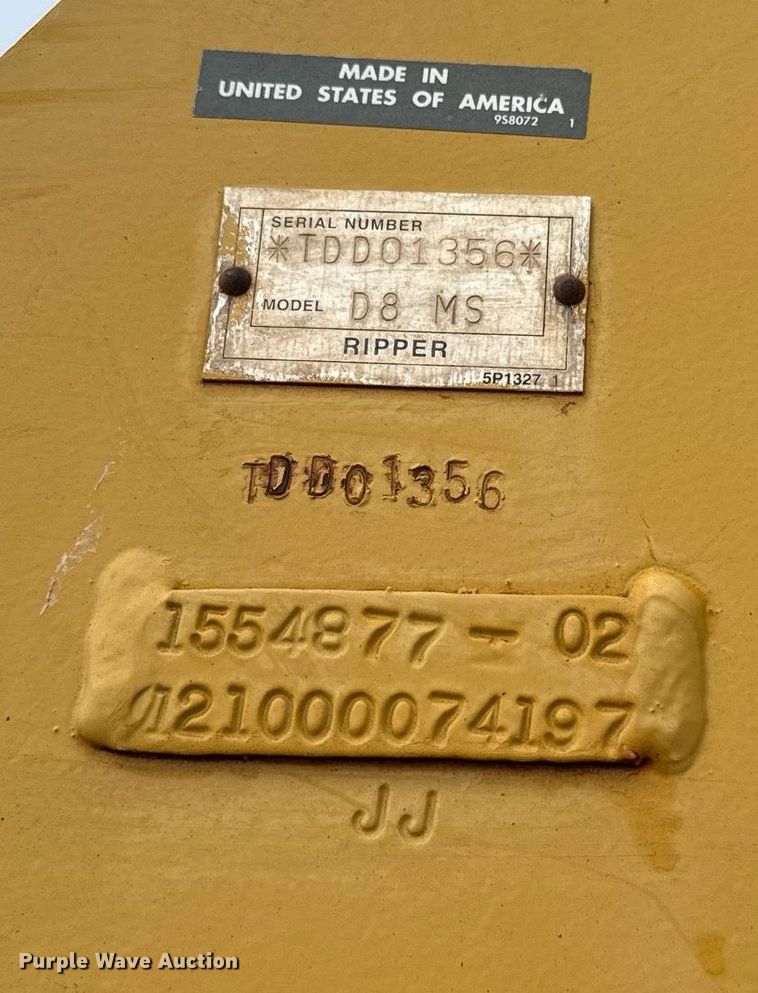 MADE IN
UNITED STATES OF AMERICA
9S8072 1
SERIAL NUMBER
*TDD01356*
MODEL D8 MS
RIPPER
5P1327 1
TDD01356
1554877-02
Q121000074197
JJ
Purple Wave Auction